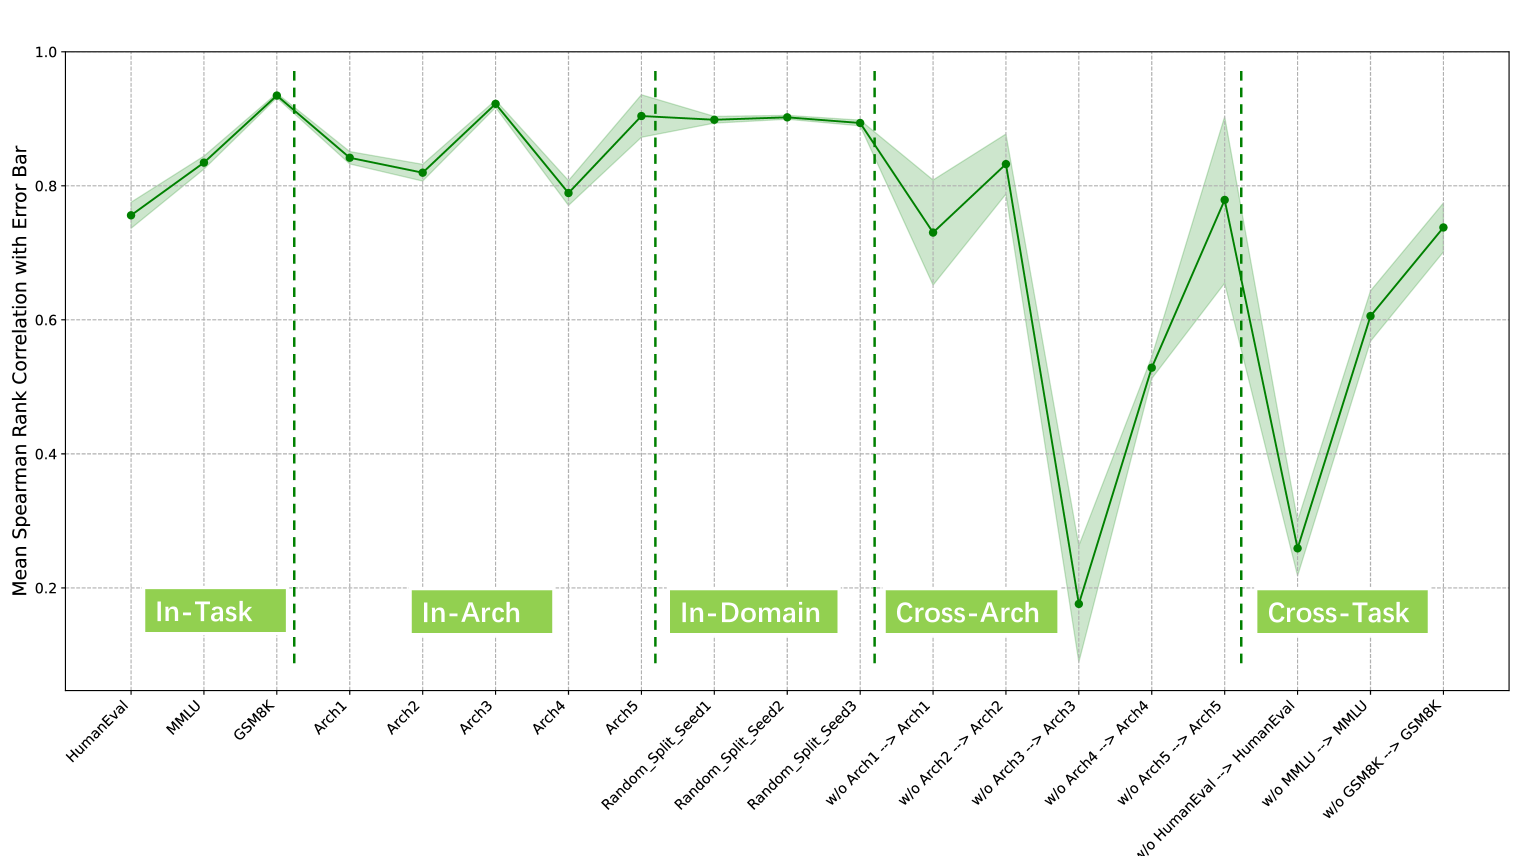 Mean Spearman Rank Correlation with Error Bar
1.0
0.8
0.6
0.4
0.2
In-Task
In-Arch
In-Domain
Cross-Arch
Cross-Task
HumanEval
MMLU
GSM8K
Arch1
Arch2
Arch3
Arch4
Arch5
Random_Split_Seed1
Random_Split_Seed2
Random_Split_Seed3
w/o Arch1 --> Arch1
w/o Arch2 --> Arch2
w/o Arch3 --> Arch3
w/o Arch4 --> Arch4
w/o Arch5 --> Arch5
w/o HumanEval --> HumanEval
w/o MMLU --> MMLU
w/o GSM8K --> GSM8K